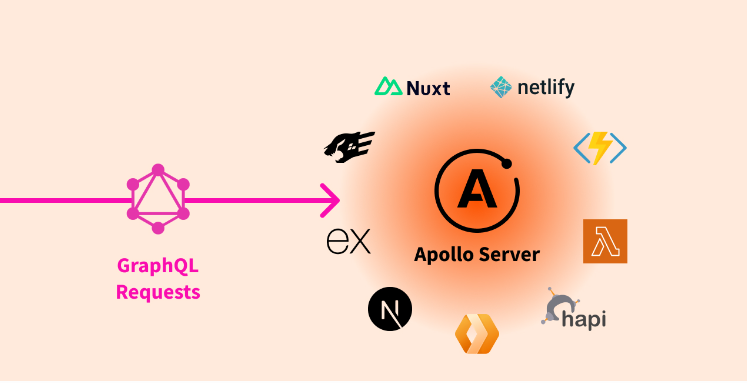 Nuxt
netlify
GraphQL
Requests
A
Apollo Server
ex
λ
N
hapi